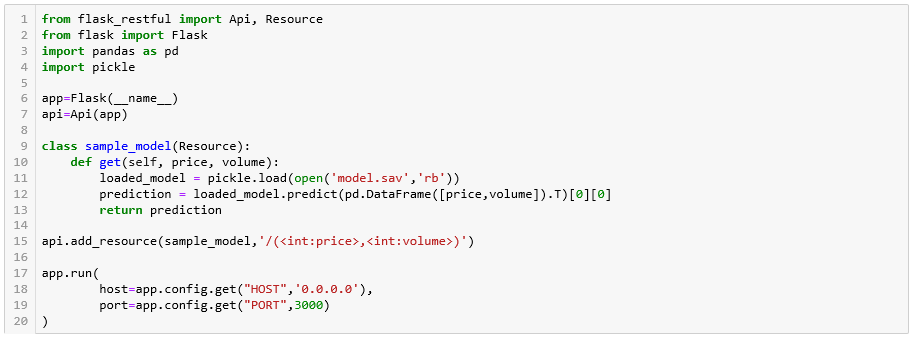 1 from flask_restful import Api, Resource
2 from flask import Flask
3 import pandas as pd
4 import pickle
5
6 app=Flask(__name__)
7 api=Api(app)
8
9 class sample_model(Resource):
10     def get(self, price, volume):
11         loaded_model = pickle.load(open('model.sav','rb'))
12         prediction = loaded_model.predict(pd.DataFrame([price,volume]).T)[0][0]
13         return prediction
14
15 api.add_resource(sample_model,'/(<int:price>,<int:volume>)')
16
17 app.run(
18         host=app.config.get("HOST",'0.0.0.0'),
19         port=app.config.get("PORT",3000)
20 )